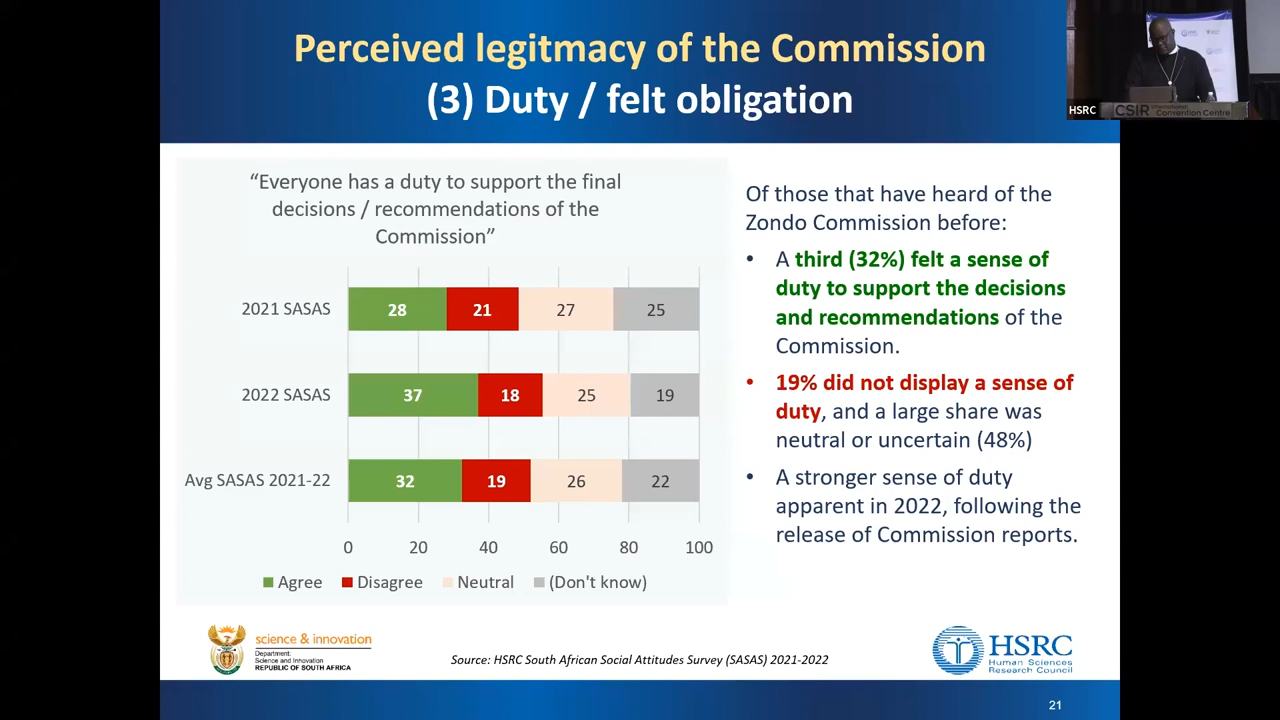 Perceived legitmacy of the Commission
(3) Duty / felt obligation
HSRC
CSIR International
Convention Centre
“Everyone has a duty to support the final
decisions / recommendations of the
Commission”
2021 SASAS
28
21
27
25
2022 SASAS
37
18
25
19
Avg SASAS 2021-22
32
19
26
22
0
20
40
60
80
100
Agree
Disagree
Neutral
(Don't know)
Of those that have heard of the
Zondo Commission before:
• A third (32%) felt a sense of
duty to support the decisions
and recommendations of the
Commission.
• 19% did not display a sense of
duty, and a large share was
neutral or uncertain (48%)
• A stronger sense of duty
apparent in 2022, following the
release of Commission reports.
science & innovation
Department:
Science and Innovation
REPUBLIC OF SOUTH AFRICA
Source: HSRC South African Social Attitudes Survey (SASAS) 2021-2022
HSRC
Human Sciences
Research Council
21